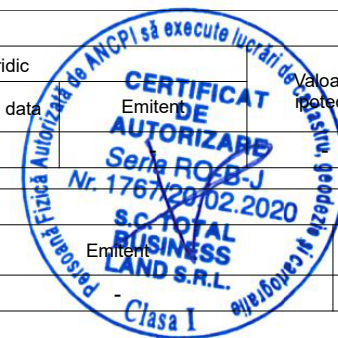 Persoană Fizică Autorizată de ANCPI să execute lucrări de cadastru, geodezie și cartografie
ridic
Valoa
ipotec
data
Emitent
CERTIFICAT
DE
AUTORIZARE
Seria RO-B-J
Nr. 1767/20.02.2020
S.C TOTAL
BUSINESS
LAND S.R.L.
Emitent
-
Clasa I